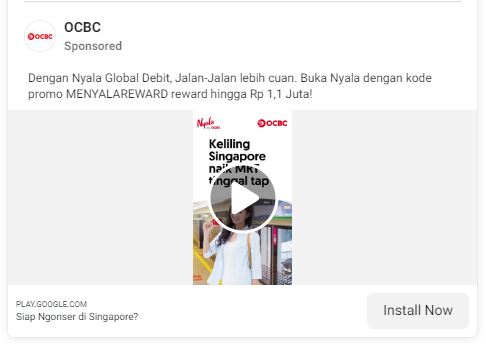 OCBC
OCBC
Sponsored
Dengan Nyala Global Debit, Jalan-Jalan lebih cuan. Buka Nyala dengan kode
promo MENYALAREWARD reward hingga Rp 1,1 Juta!
Nyala
by OCBC
OCBC
Keliling
Singapore
naik MRT
tinggal tap
PLAY.GOOGLE.COM
Siap Ngonser di Singapore?
Install Now